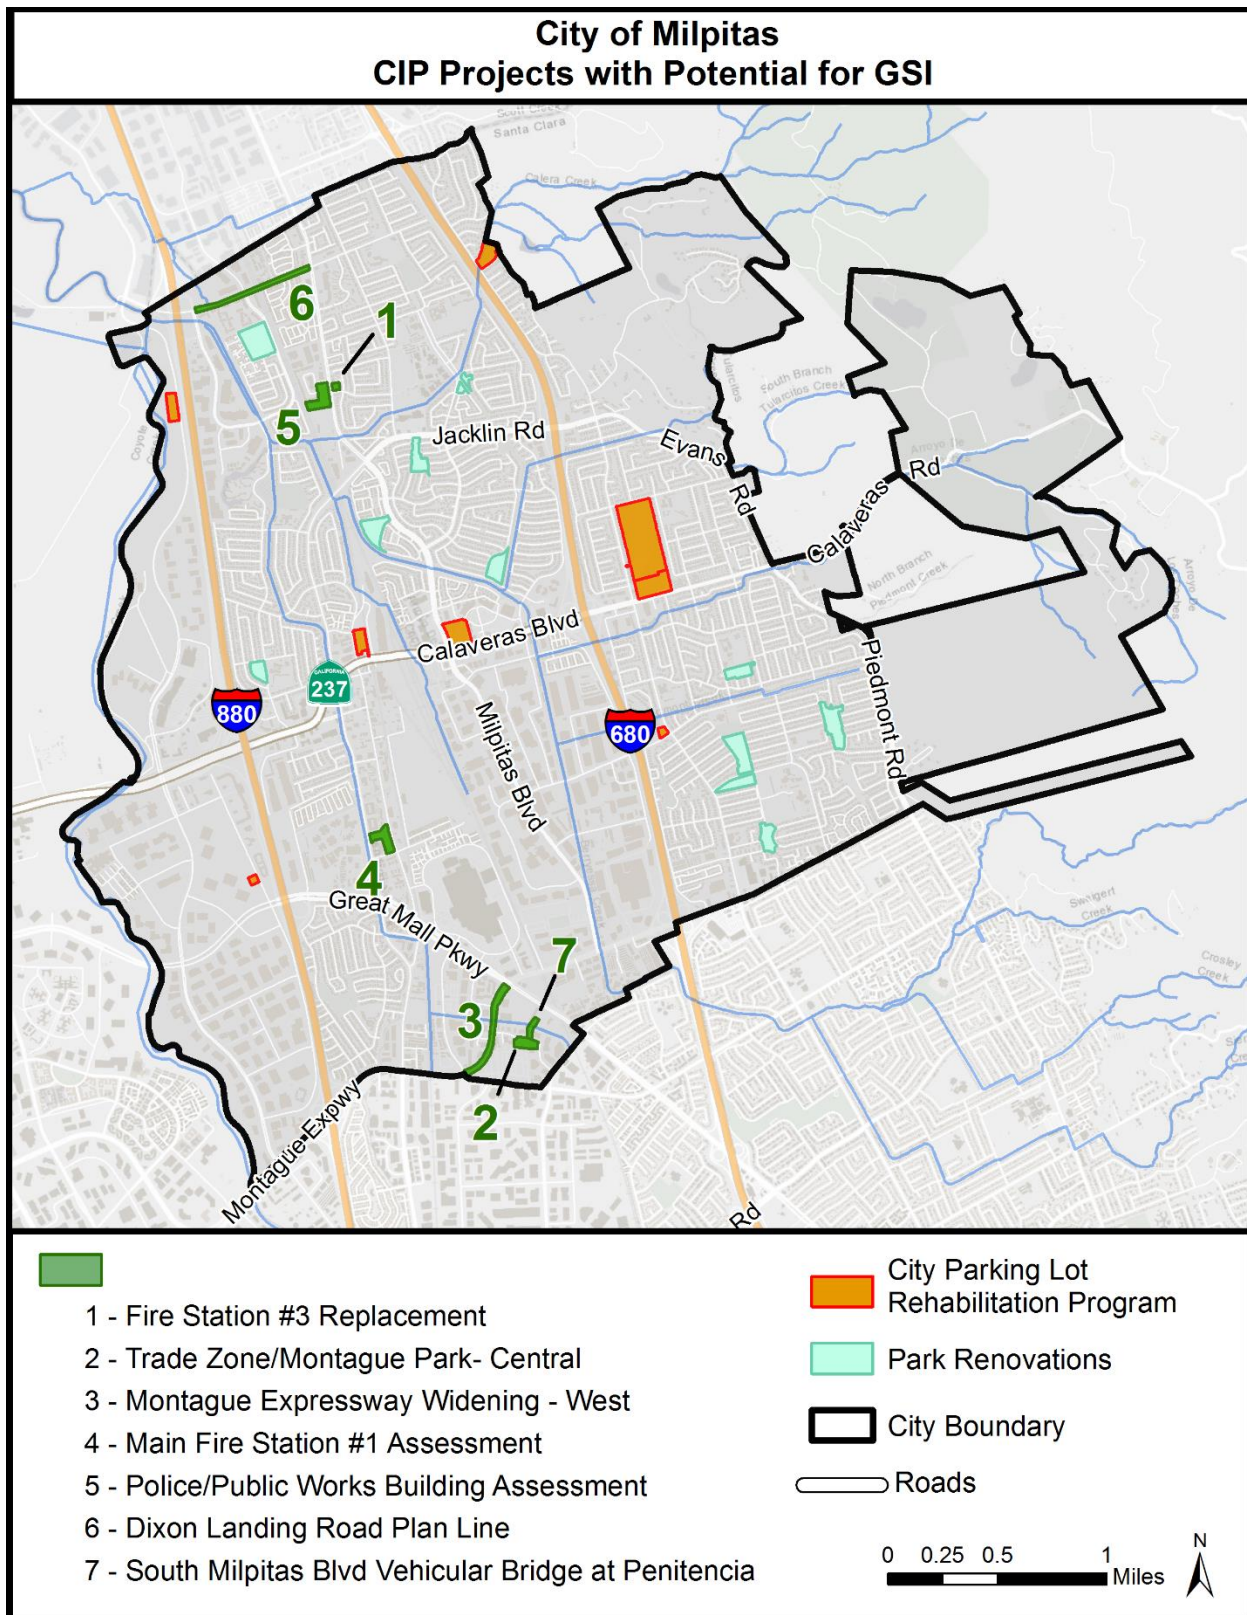 City of Milpitas
CIP Projects with Potential for GSI
Santa Clara
Calera Creek
6
1
5
Jacklin Rd
Evans Rd
South Branch
Tularcitos Creek
Calaveras Rd
North Branch
Piedmont Creek
Calaveras Blvd
CALIFORNIA
237
880
680
Milpitas Blvd
Piedmont Rd
4
Great Mall Pkwy
7
3
2
Sweigert
Creek
Crosley
Creek
Montague Expwy
Rd
1 - Fire Station #3 Replacement
2 - Trade Zone/Montague Park- Central
3 - Montague Expressway Widening - West
4 - Main Fire Station #1 Assessment
5 - Police/Public Works Building Assessment
6 - Dixon Landing Road Plan Line
7 - South Milpitas Blvd Vehicular Bridge at Penitencia
City Parking Lot
Rehabilitation Program
Park Renovations
City Boundary
Roads
0 0.25 0.5 1
Miles
N